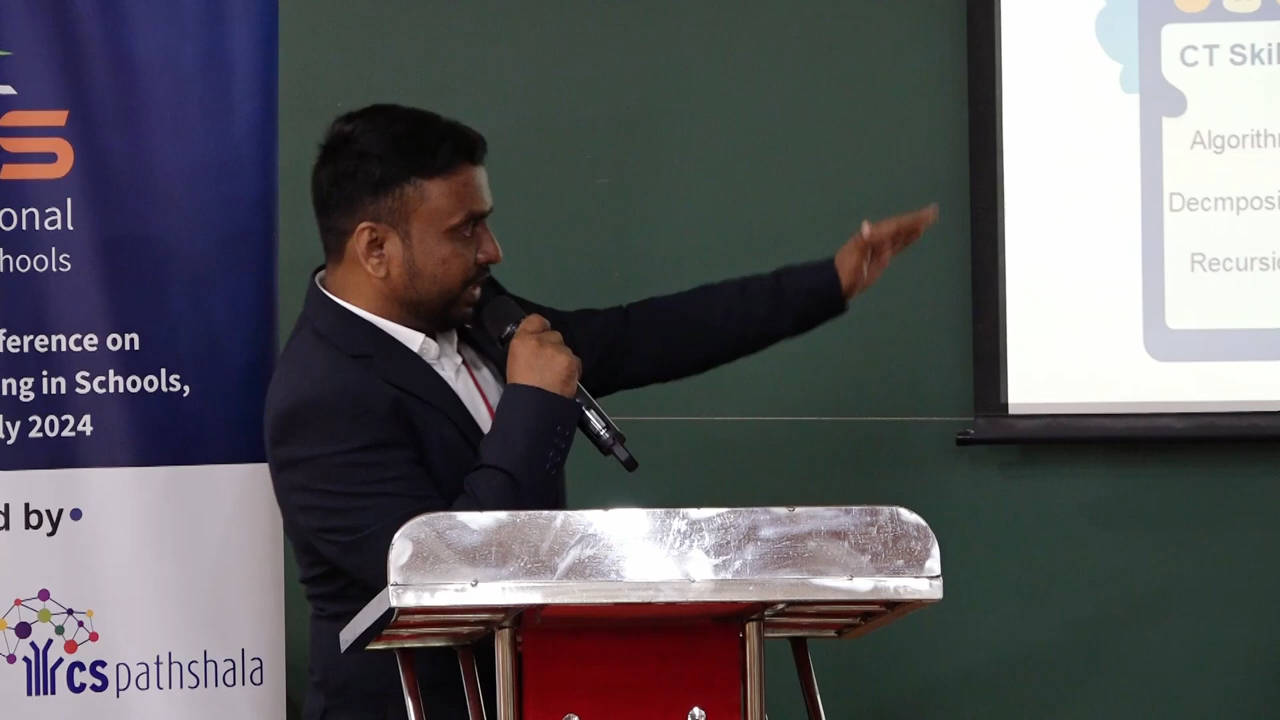 S
onal
hools
ference on
ng in Schools,
ly 2024
d by
CS pathshala
CT Skil
Algorith
Decmposi
Recursi